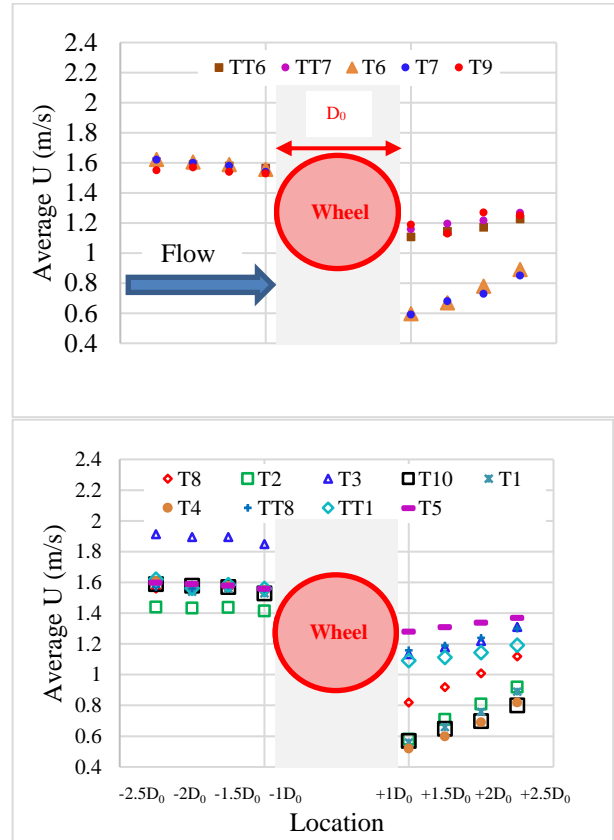 2.4
2.2
2
1.8
1.6
1.4
1.2
1
0.8
0.6
0.4
Average U (m/s)
TT6 TT7 T6 T7 T9
D₀
Wheel
Flow
2.4
2.2
2
1.8
1.6
1.4
1.2
1
0.8
0.6
0.4
Average U (m/s)
T8 T2 T3 T10 T1
T4 TT8 TT1 T5
Wheel
-2.5D₀ -2D₀ -1.5D₀ -1D₀ +1D₀ +1.5D₀ +2D₀ +2.5D₀
Location